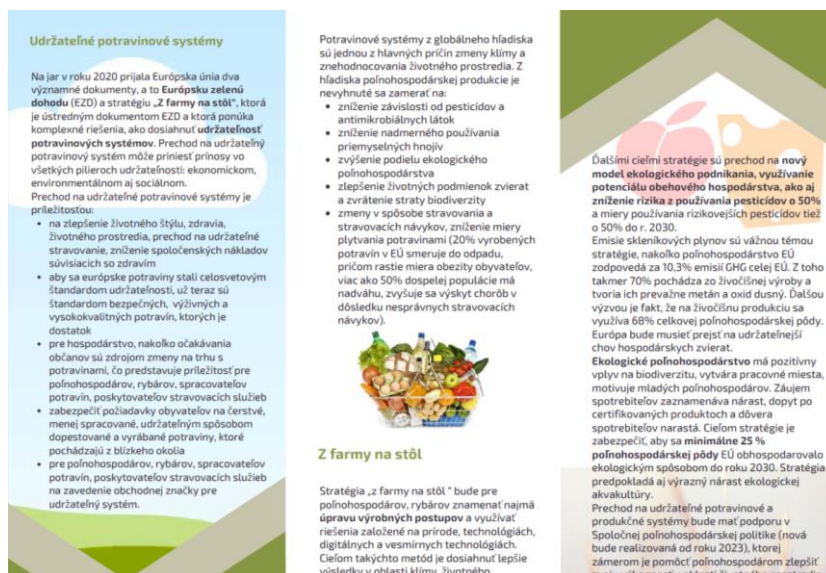 Udržateľné potravinové systémy
Na jar v roku 2020 prijala Európska únia dva
významné dokumenty, a to Európsku zelenú
dohodu (EZD) a stratégiu „Z farmy na stôl“, ktorá
je ústredným dokumentom EZD a ktorá ponúka
komplexné riešenia, ako dosiahnuť udržateľnosť
potravinových systémov. Prechod na udržateľný
potravinový systém môže priniesť prínosy vo
všetkých pilieroch udržateľnosti: ekonomickom,
environmentálnom aj sociálnom.
Prechod na udržateľné potravinové systémy je
príležitosťou:
• na zlepšenie životného štýlu, zdravia,
životného prostredia, prechod na udržateľné
stravovanie, zníženie spoločenských nákladov
súvisiacich so zdravím
• aby sa európske potraviny stali celosvetovým
štandardom udržateľnosti, už teraz sú
štandardom bezpečných, výživných a
vysokokvalitných potravín, ktorých je
dostatok
• pre hospodárstvo, nakoľko očakávania
občanov sú zdrojom zmeny na trhu s
potravinami, čo predstavuje príležitosť pre
poľnohospodárov, rybárov, spracovateľov
potravín, poskytovateľov stravovacích služieb
• zabezpečiť požiadavky obyvateľov na čerstvé,
menej spracované, udržateľným spôsobom
dopestované a vyrábané potraviny, ktoré
pochádzajú z blízkeho okolia
• pre poľnohospodárov, rybárov, spracovateľov
potravín, poskytovateľov stravovacích služieb
na zavedenie obchodnej značky pre
udržateľný systém.
Potravinové systémy z globálneho hľadiska
sú jednou z hlavných príčin zmeny klímy a
znehodnocovania životného prostredia. Z
hľadiska poľnohospodárskej produkcie je
nevyhnuté sa zamerať na:
• zníženie závislosti od pesticídov a
antimikrobiálnych látok
• zníženie nadmerného používania
priemyselných hnojív
• zvýšenie podielu ekologického
poľnohospodárstva
• zlepšenie životných podmienok zvierat
a zvrátenie straty biodiverzity
• zmeny v spôsobe stravovania a
stravovacích návykov, zníženie miery
plytvania potravinami (20% vyrobených
potravín v EÚ smeruje do odpadu,
pričom rastie miera obezity obyvateľov,
viac ako 50% dospelej populácie má
nadváhu, zvyšuje sa výskyt chorôb v
dôsledku nesprávnych stravovacích
návykov).
Z farmy na stôl
Stratégia „z farmy na stôl “ bude pre
poľnohospodárov, rybárov znamenať najmä
úpravu výrobných postupov a využívať
riešenia založené na prírode, technológiách,
digitálnych a vesmírnych technológiách.
Cieľom takýchto metód je dosiahnuť lepšie
výsledky v oblasti klímy, životného
Ďalšími cieľmi stratégie sú prechod na nový
model ekologického podnikania, využívanie
potenciálu obehového hospodárstva, ako aj
zníženie rizika z používania pesticídov o 50%
a miery používania rizikovejších pesticídov tiež
o 50% do r. 2030.
Emisie skleníkových plynov sú vážnou témou
stratégie, nakoľko poľnohospodárstvo EÚ
zodpovedá za 10,3% emisií GHG celej EÚ. Z toho
takmer 70% pochádza zo živočíšnej výroby a
tvoria ich prevažne metán a oxid dusný. Ďalšou
výzvou je fakt, že na živočíšnu produkciu sa
využíva 68% celkovej poľnohospodárskej pôdy.
Európa bude musieť prejsť na udržateľnejší
chov hospodárskych zvierat.
Ekologické poľnohospodárstvo má pozitívny
vplyv na biodiverzitu, vytvára pracovné miesta,
motivuje mladých poľnohospodárov. Záujem
spotrebiteľov zaznamenáva nárast, dopyt po
certifikovaných produktoch a dôvera
spotrebiteľov narastá. Cieľom stratégie je
zabezpečiť, aby sa minimálne 25 %
poľnohospodárskej pôdy EÚ obhospodarovalo
ekologickým spôsobom do roku 2030. Stratégia
predpokladá aj výrazný nárast ekologickej
akvakultúry.
Prechod na udržateľné potravinové a
produkčné systémy bude mať podporu v
Spoločnej poľnohospodárskej politike (nová
bude realizovaná od roku 2023), ktorej
zámerom je pomôcť poľnohospodárom zlepšiť